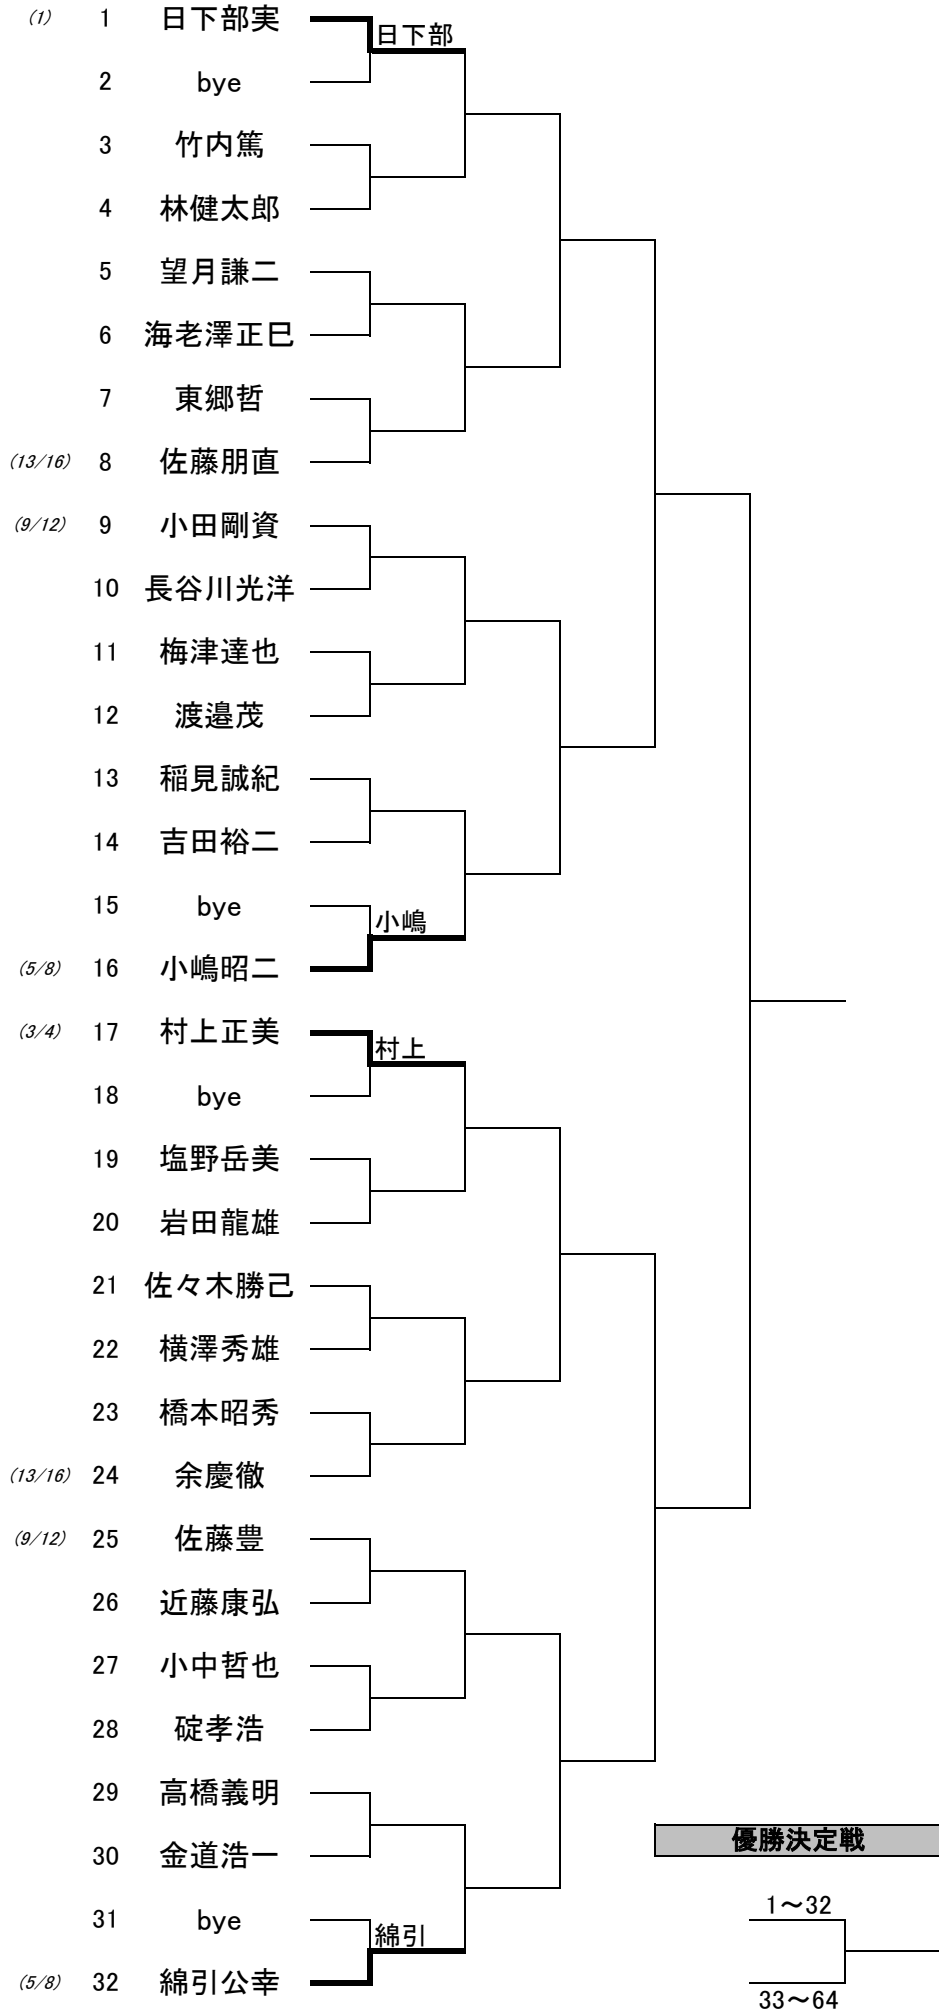 (1) 1 日下部実
日下部
2 bye
3 竹内篤
4 林健太郎
5 望月謙二
6 海老澤正巳
7 東郷哲
(13/16) 8 佐藤朋直
(9/12) 9 小田剛資
10 長谷川光洋
11 梅津達也
12 渡邉茂
13 稲見誠紀
14 吉田裕二
15 bye
小嶋
(5/8) 16 小嶋昭二
(3/4) 17 村上正美
村上
18 bye
19 塩野岳美
20 岩田龍雄
21 佐々木勝己
22 横澤秀雄
23 橋本昭秀
(13/16) 24 余慶徹
(9/12) 25 佐藤豊
26 近藤康弘
27 小中哲也
28 碇孝浩
29 高橋義明
優勝決定戦
30 金道浩一
1～32
31 bye
綿引
(5/8) 32 綿引公幸
33～64